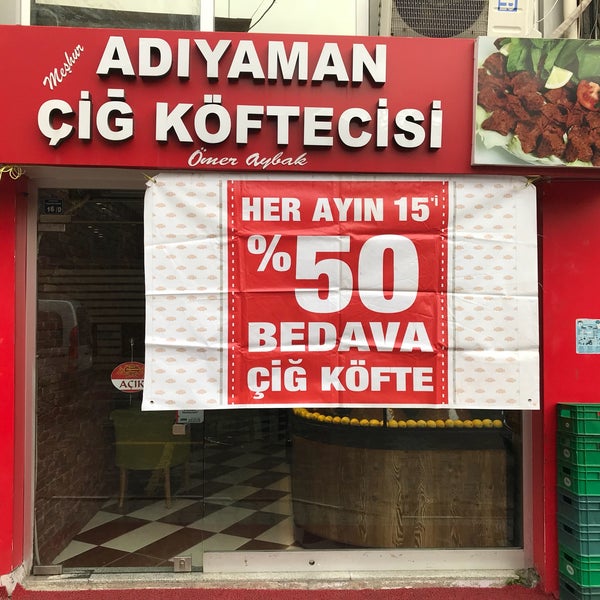 Meşhur
ADIYAMAN
ÇİĞ KÖFTECİSİ
Ömer Aybak
HER AYIN 15'i
%50
BEDAVA
ÇİĞ KÖFTE
AÇIK